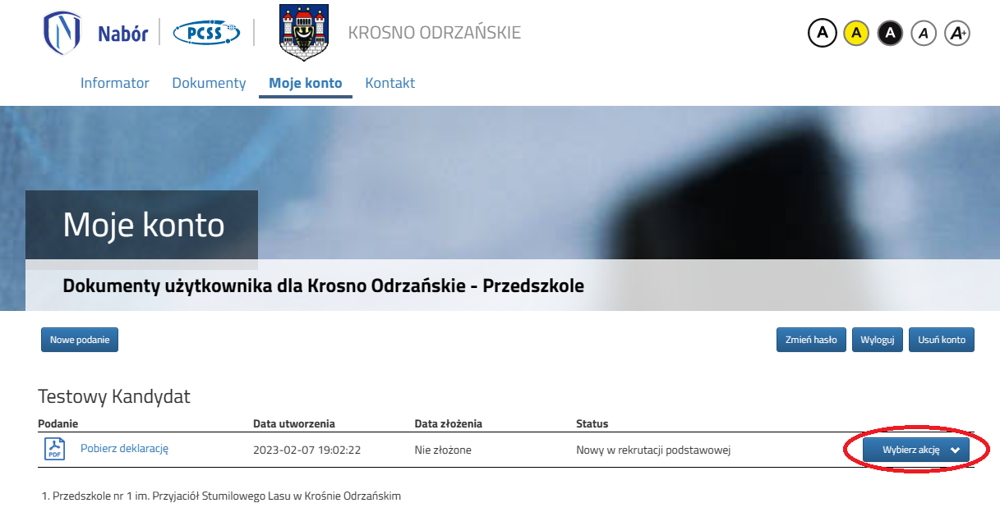 Nabór PCSS KROSNO ODRZAŃSKIE A A A A A+
Informator Dokumenty Moje konto Kontakt
Moje konto
Dokumenty użytkownika dla Krosno Odrzańskie - Przedszkole
Nowe podanie Zmień hasło Wyloguj Usuń konto
Testowy Kandydat
Podanie Data utworzenia Data złożenia Status
PDF Pobierz deklarację 2023-02-07 19:02:22 Nie złożone Nowy w rekrutacji podstawowej Wybierz akcję
1. Przedszkole nr 1 im. Przyjaciół Stumilowego Lasu w Krośnie Odrzańskim